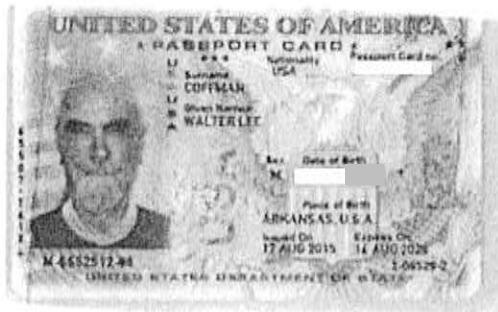 UNITED STATES OF AMERICA
PASSPORT CARD
USA
Nationality
USA
Passport Card no.
Surname
COFFMAN
Given Names
WALTER LEE
Sex
Date of Birth
M
Place of Birth
ARKANSAS, U.S.A.
Issued On
Expires On
17 AUG 2015
AUG
UNITED STATES DEPARTMENT OF STATE